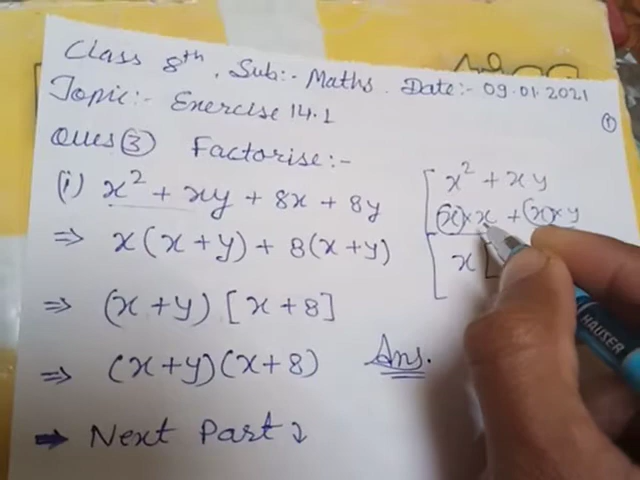 Class 8th, Sub:- Maths. Date:- 09.01.2021
Topic:- Exercise 14.1
①
Ques ③ Factorise:-
(i) x² + xy + 8x + 8y
⇒ x(x+y) + 8(x+y)
⇒ (x+y) [x+8]
⇒ (x+y)(x+8) Ans.
➡ Next Part ↓
x² + xy
(x)×x + (x)×y
x [
HAUSER